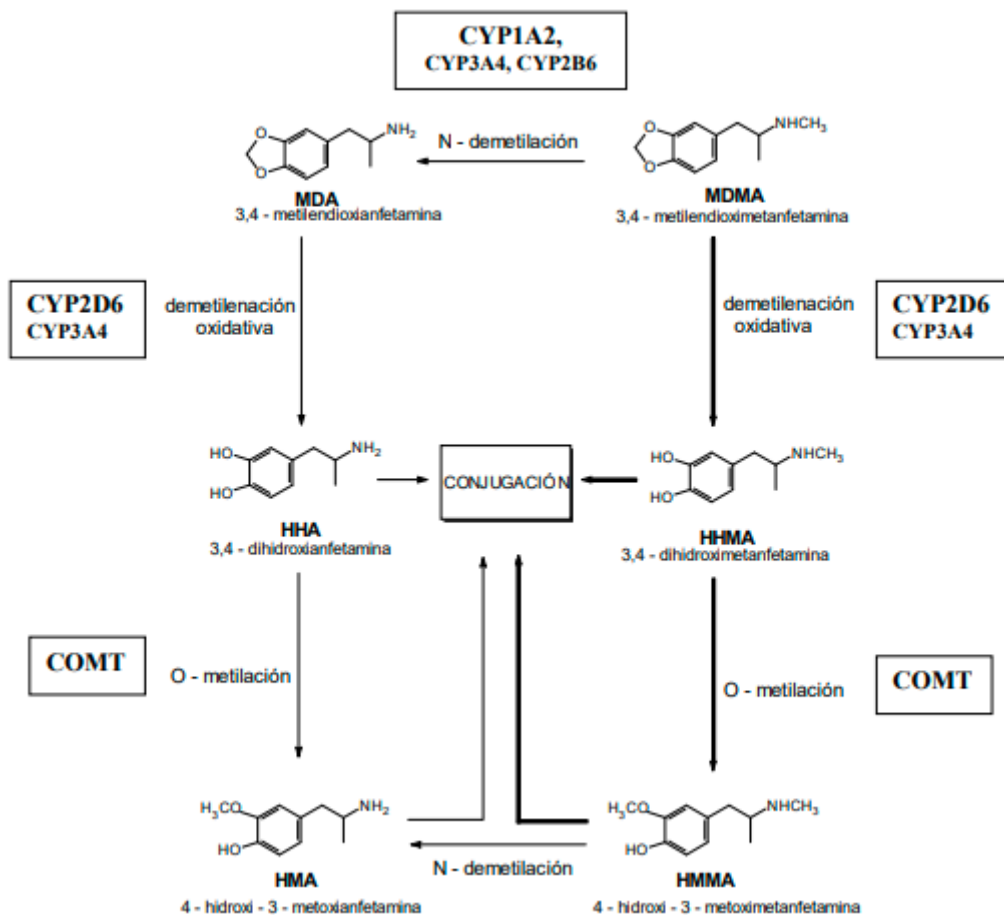 CYP1A2,
CYP3A4, CYP2B6
O
O
NH2
N - demetilación
O
O
NHCH3
MDA
3,4 - metilendioxianfetamina
MDMA
3,4 - metilendioximetanfetamina
CYP2D6
CYP3A4
demetilenación
oxidativa
demetilenación
oxidativa
CYP2D6
CYP3A4
HO
HO
NH2
CONJUGACIÓN
HO
HO
NHCH3
HHA
3,4 - dihidroxianfetamina
HHMA
3,4 - dihidroximetanfetamina
COMT
O - metilación
O - metilación
COMT
H3CO
HO
NH2
N - demetilación
H3CO
HO
NHCH3
HMA
4 - hidroxi - 3 - metoxianfetamina
HMMA
4 - hidroxi - 3 - metoximetanfetamina